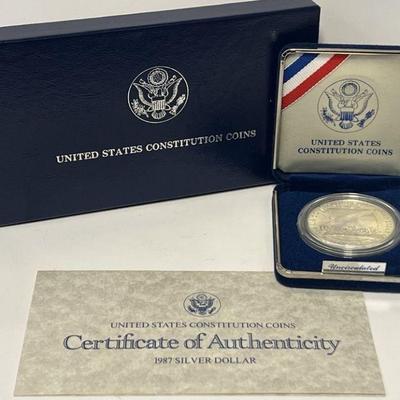 UNITED STATES CONSTITUTION COINS
UNITED STATES
CONSTITUTION COINS
Uncirculated
UNITED STATES CONSTITUTION COINS
Certificate of Authenticity
1987 SILVER DOLLAR